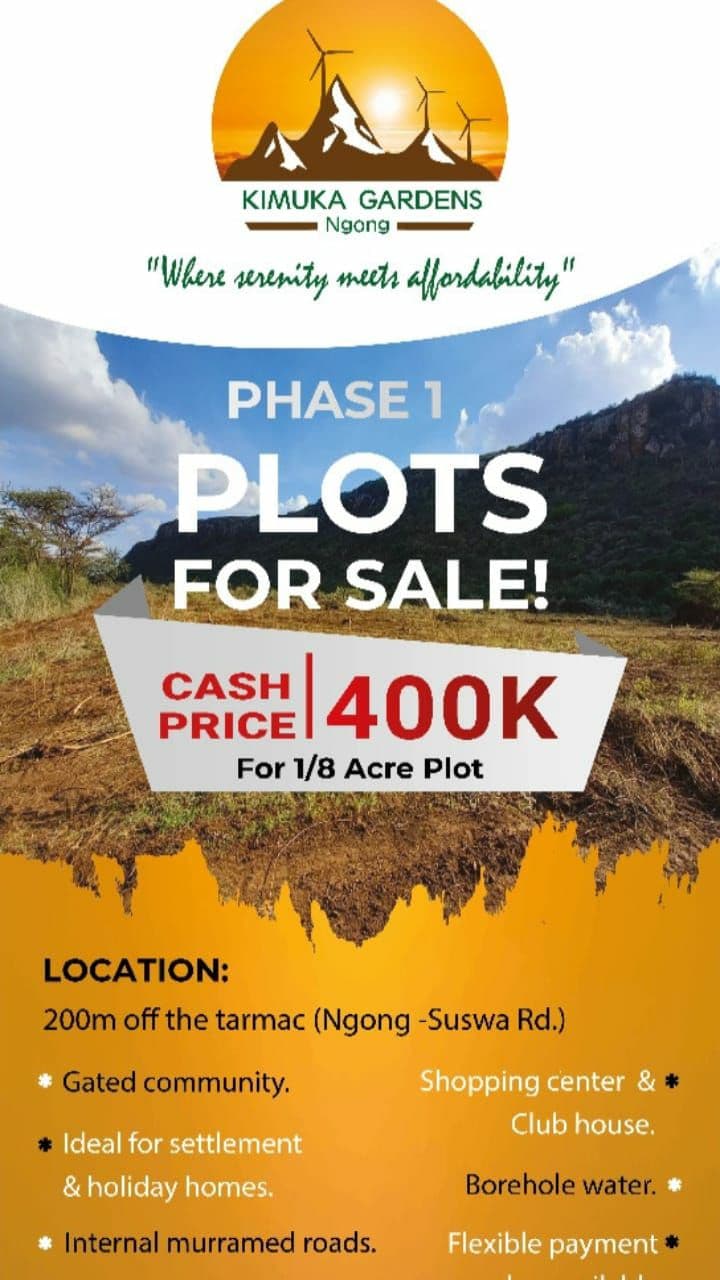 KIMUKA GARDENS
Ngong
"Where serenity meets affordability"
PHASE 1
PLOTS
FOR SALE!
CASH
PRICE
400K
For 1/8 Acre Plot
LOCATION:
200m off the tarmac (Ngong -Suswa Rd.)
* Gated community.
* Ideal for settlement
& holiday homes.
* Internal murramed roads.
Shopping center & *
Club house.
Borehole water. *
Flexible payment *